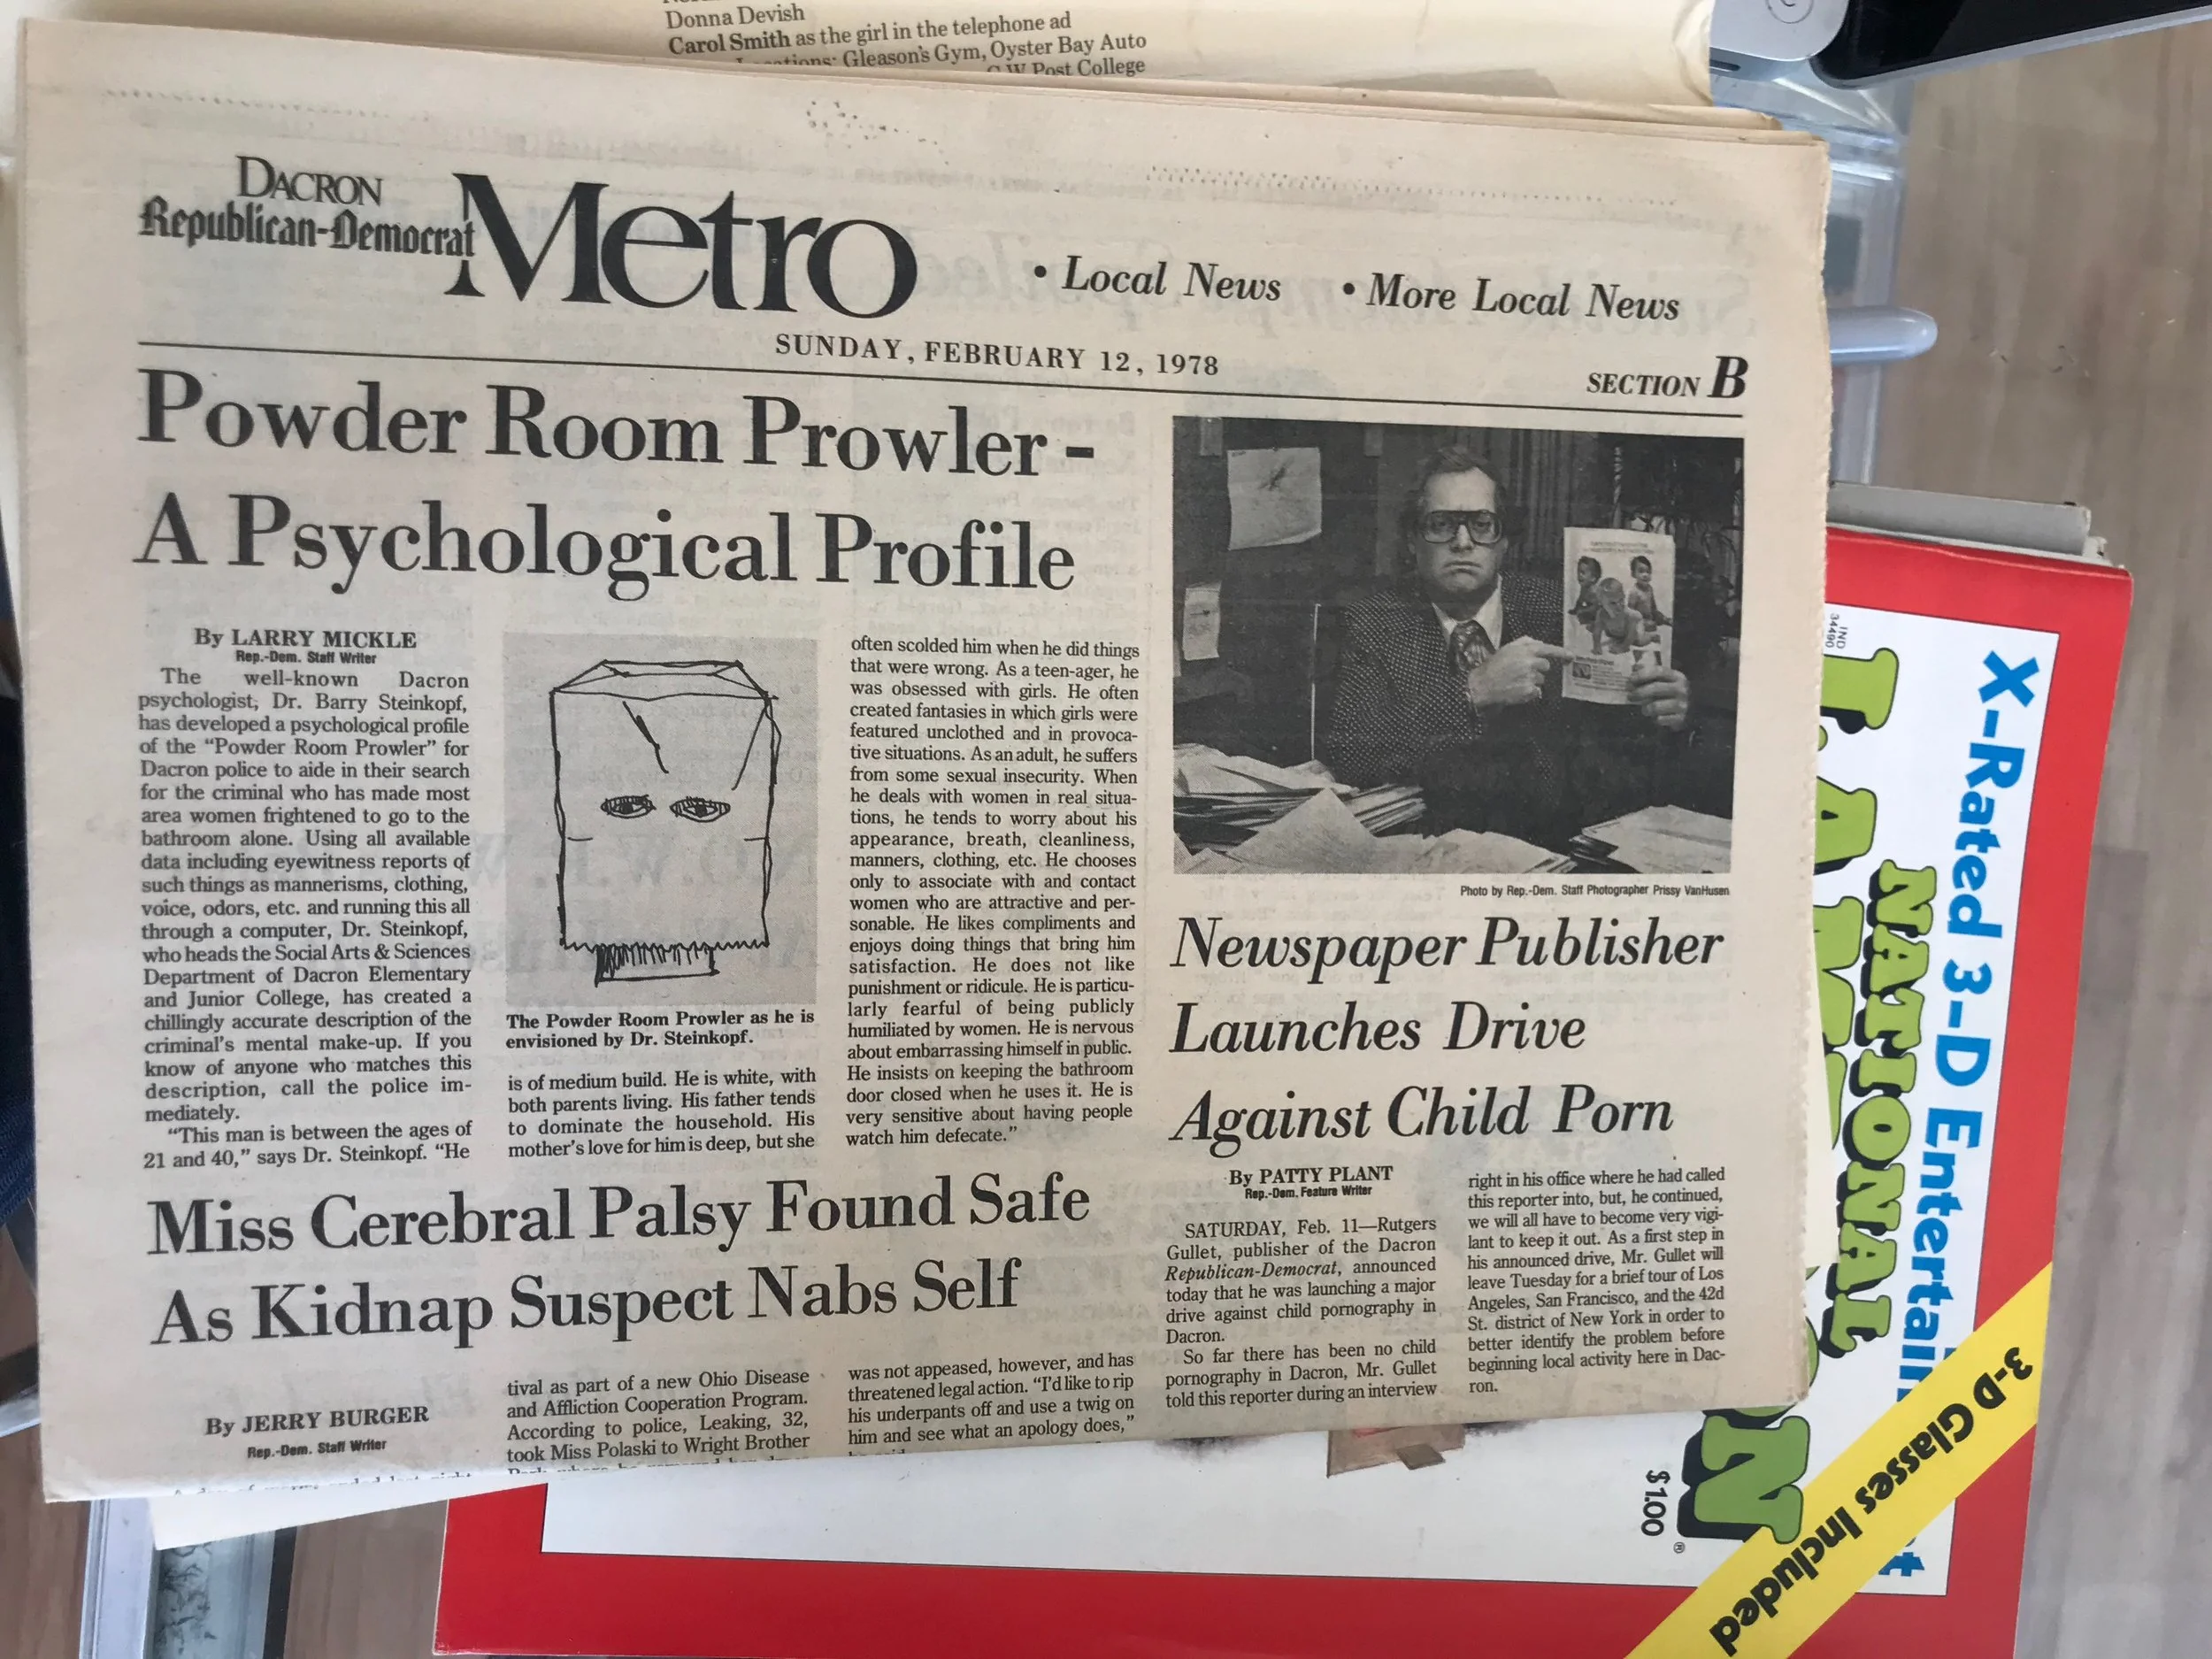 Donna Devish
Carol Smith as the girl in the telephone ad
Gleason's Gym, Oyster Bay Auto
C.W. Post College
DACRON
Republican-Democrat
Metro
• Local News • More Local News
SUNDAY, FEBRUARY 12, 1978
SECTION B
Powder Room Prowler -
A Psychological Profile
By LARRY MICKLE
Rep.-Dem. Staff Writer
The well-known Dacron
psychologist, Dr. Barry Steinkopf,
has developed a psychological profile
of the “Powder Room Prowler” for
Dacron police to aide in their search
for the criminal who has made most
area women frightened to go to the
bathroom alone. Using all available
data including eyewitness reports of
such things as mannerisms, clothing,
voice, odors, etc. and running this all
through a computer, Dr. Steinkopf,
who heads the Social Arts & Sciences
Department of Dacron Elementary
and Junior College, has created a
chillingly accurate description of the
criminal's mental make-up. If you
know of anyone who matches this
description, call the police im-
mediately.
“This man is between the ages of
21 and 40,” says Dr. Steinkopf. “He
The Powder Room Prowler as he is
envisioned by Dr. Steinkopf.
is of medium build. He is white, with
both parents living. His father tends
to dominate the household. His
mother's love for him is deep, but she
often scolded him when he did things
that were wrong. As a teen-ager, he
was obsessed with girls. He often
created fantasies in which girls were
featured unclothed and in provoca-
tive situations. As an adult, he suffers
from some sexual insecurity. When
he deals with women in real situa-
tions, he tends to worry about his
appearance, breath, cleanliness,
manners, clothing, etc. He chooses
only to associate with and contact
women who are attractive and per-
sonable. He likes compliments and
enjoys doing things that bring him
satisfaction. He does not like
punishment or ridicule. He is particu-
larly fearful of being publicly
humiliated by women. He is nervous
about embarrassing himself in public.
He insists on keeping the bathroom
door closed when he uses it. He is
very sensitive about having people
watch him defecate.”
Photo by Rep.-Dem. Staff Photographer Prissy VanHusen
Newspaper Publisher
Launches Drive
Against Child Porn
By PATTY PLANT
Rep.-Dem. Feature Writer
SATURDAY, Feb. 11—Rutgers
Gullet, publisher of the Dacron
Republican-Democrat, announced
today that he was launching a major
drive against child pornography in
Dacron.
So far there has been no child
pornography in Dacron, Mr. Gullet
told this reporter during an interview
right in his office where he had called
this reporter into, but, he continued,
we will all have to become very vigi-
lant to keep it out. As a first step in
his announced drive, Mr. Gullet will
leave Tuesday for a brief tour of Los
Angeles, San Francisco, and the 42d
St. district of New York in order to
better identify the problem before
beginning local activity here in Dac-
ron.
Miss Cerebral Palsy Found Safe
As Kidnap Suspect Nabs Self
By JERRY BURGER
Rep.-Dem. Staff Writer
tival as part of a new Ohio Disease
and Affliction Cooperation Program.
According to police, Leaking, 32,
took Miss Polaski to Wright Brother
was not appeased, however, and has
threatened legal action. “I'd like to rip
his underpants off and use a twig on
him and see what an apology does,”
IND
34490
X-Rated 3-D Entertain
NATIONAL
$1.00
3-D Glasses Included